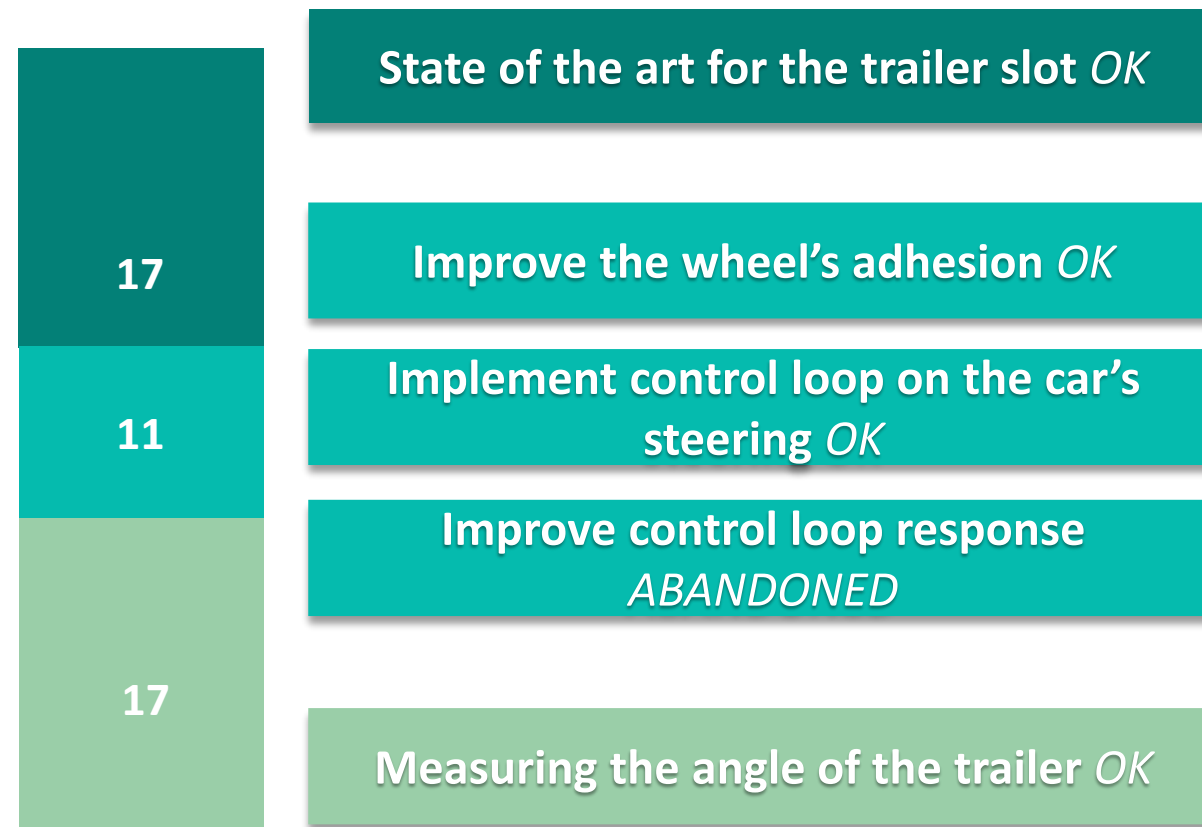 State of the art for the trailer slot OK
17
Improve the wheel’s adhesion OK
11
Implement control loop on the car’s
steering OK
Improve control loop response
ABANDONED
17
Measuring the angle of the trailer OK